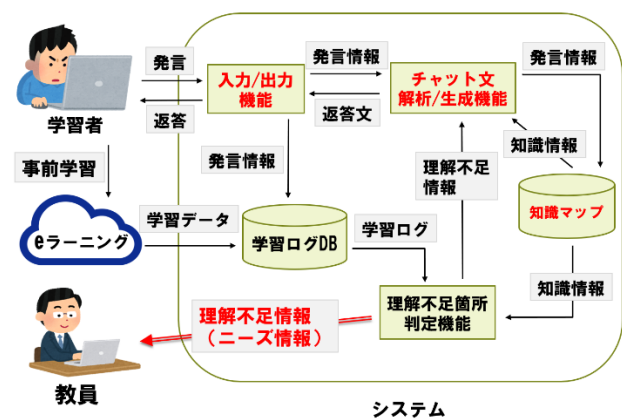 発言
発言情報
発言情報
入力/出力
機能
チャット文
解析/生成機能
返答
返答文
学習者
事前学習
発言情報
理解不足
情報
知識情報
知識マップ
eラーニング
学習データ
学習ログDB
学習ログ
知識情報
理解不足情報
（ニーズ情報）
理解不足箇所
判定機能
教員
システム